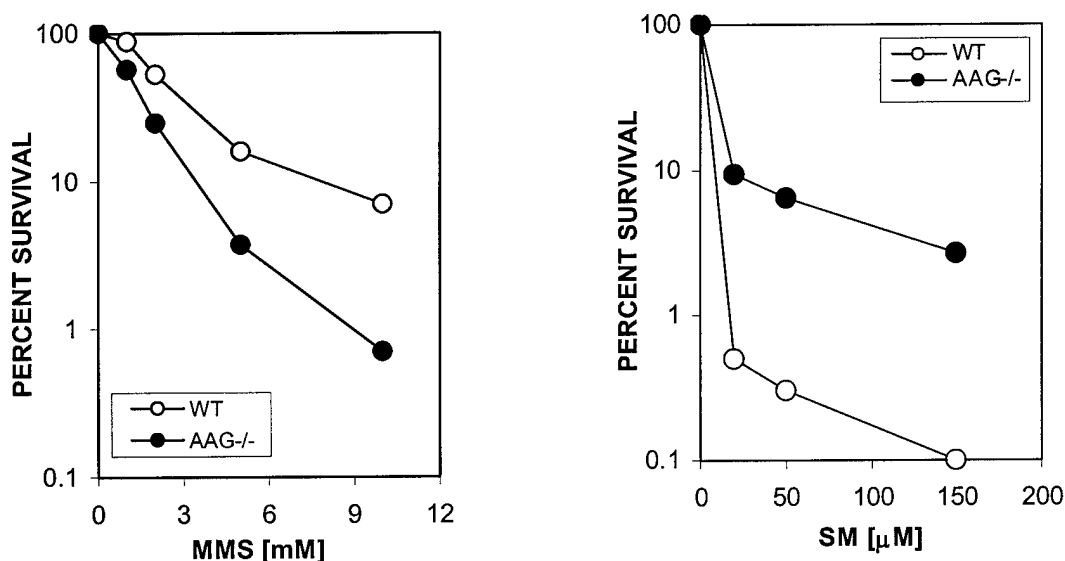 100
10
1
0.1
PERCENT SURVIVAL
WT
AAG-/-
0 3 6 9 12
MMS [mM]
100
10
1
0.1
PERCENT SURVIVAL
WT
AAG-/-
0 50 100 150 200
SM [µM]